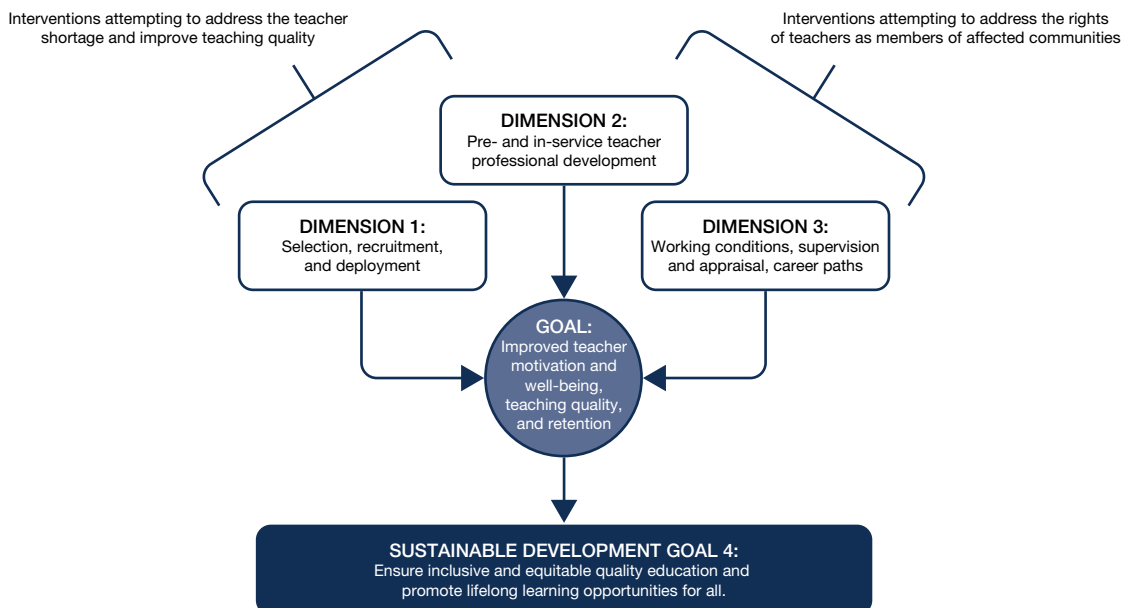 Interventions attempting to address the teacher
shortage and improve teaching quality
Interventions attempting to address the rights
of teachers as members of affected communities
DIMENSION 2:
Pre- and in-service teacher
professional development
DIMENSION 1:
Selection, recruitment,
and deployment
DIMENSION 3:
Working conditions, supervision
and appraisal, career paths
GOAL:
Improved teacher
motivation and
well-being,
teaching quality,
and retention
SUSTAINABLE DEVELOPMENT GOAL 4:
Ensure inclusive and equitable quality education and
promote lifelong learning opportunities for all.